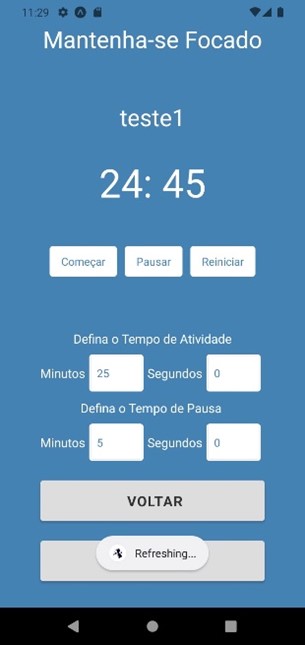 11:29
Mantenha-se Focado
teste1
24: 45
Começar Pausar Reiniciar
Defina o Tempo de Atividade
Minutos 25 Segundos 0
Defina o Tempo de Pausa
Minutos 5 Segundos 0
VOLTAR
Refreshing...